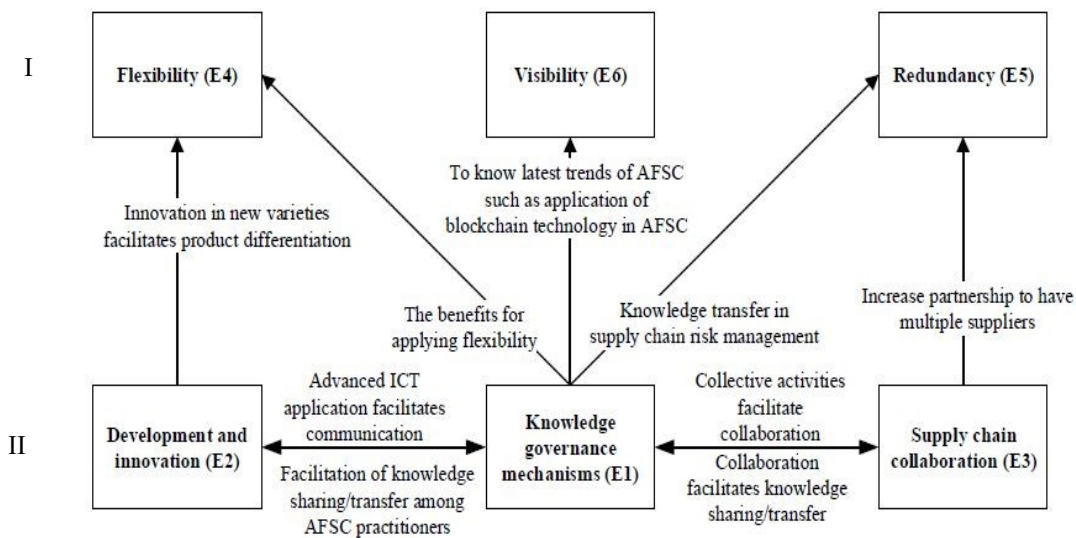 I
Flexibility (E4)
Visibility (E6)
Redundancy (E5)
Innovation in new varieties
facilitates product differentiation
To know latest trends of AFSC
such as application of
blockchain technology in AFSC
The benefits for
applying flexibility
Knowledge transfer in
supply chain risk management
Increase partnership to have
multiple suppliers
II
Development and
innovation (E2)
Advanced ICT
application facilitates
communication
Facilitation of knowledge
sharing/transfer among
AFSC practitioners
Knowledge
governance
mechanisms (E1)
Collective activities
facilitate
collaboration
Collaboration
facilitates knowledge
sharing/transfer
Supply chain
collaboration (E3)